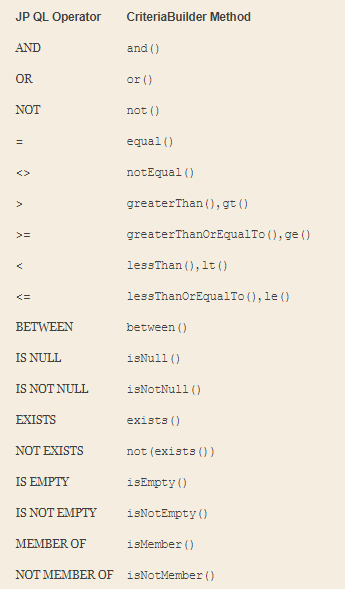 JP QL Operator CriteriaBuilder Method
AND and()
OR or()
NOT not()
= equal()
<> notEqual()
> greaterThan(),gt()
>= greaterThanOrEqualTo(),ge()
< lessThan(),lt()
<= lessThanOrEqualTo(),le()
BETWEEN between()
IS NULL isNull()
IS NOT NULL isNotNull()
EXISTS exists()
NOT EXISTS not(exists())
IS EMPTY isEmpty()
IS NOT EMPTY isNotEmpty()
MEMBER OF isMember()
NOT MEMBER OF isNotMember()